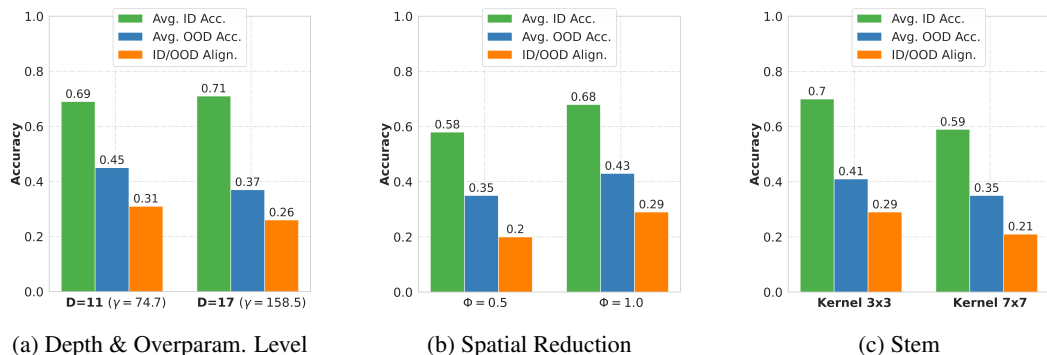 Accuracy
1.0
0.8
0.6
0.4
0.2
0.0
Avg. ID Acc.
Avg. OOD Acc.
ID/OOD Align.
0.69
0.45
0.31
0.71
0.37
0.26
D=11 (γ = 74.7)
D=17 (γ = 158.5)
(a) Depth & Overparam. Level
Accuracy
1.0
0.8
0.6
0.4
0.2
0.0
Avg. ID Acc.
Avg. OOD Acc.
ID/OOD Align.
0.58
0.35
0.2
0.68
0.43
0.29
Φ = 0.5
Φ = 1.0
(b) Spatial Reduction
Accuracy
1.0
0.8
0.6
0.4
0.2
0.0
Avg. ID Acc.
Avg. OOD Acc.
ID/OOD Align.
0.7
0.41
0.29
0.59
0.35
0.21
Kernel 3x3
Kernel 7x7
(c) Stem